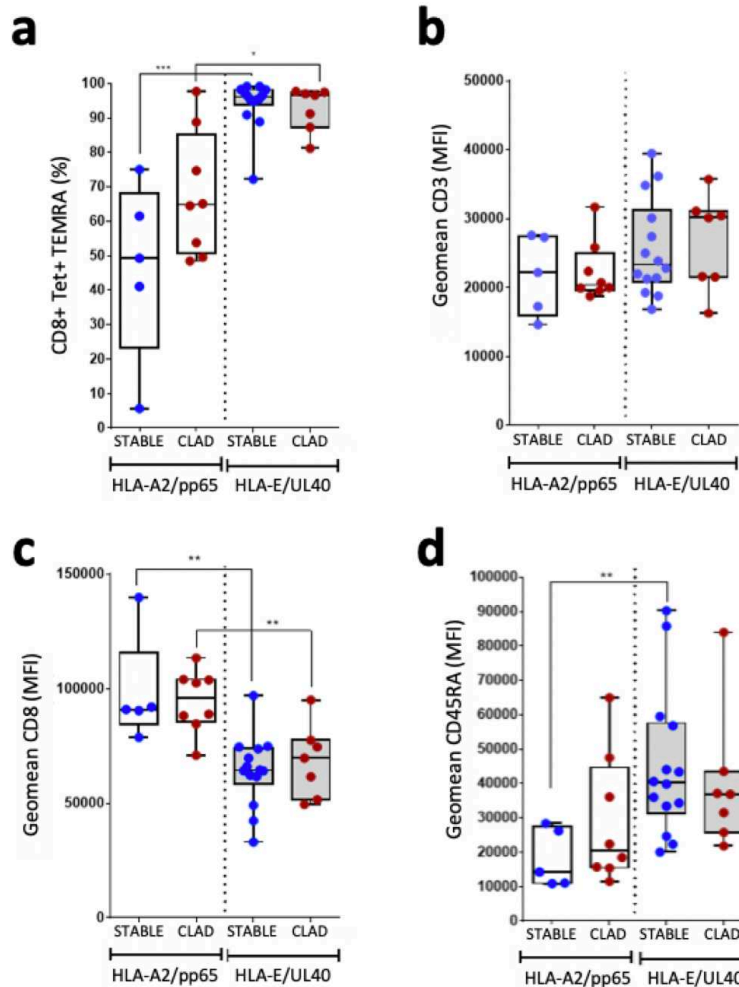 a
*** *
CD8+ Tet+ TEMRA (%)
100
90
80
70
60
50
40
30
20
10
0
STABLE CLAD STABLE CLAD
HLA-A2/pp65 HLA-E/UL40
b
Geomean CD3 (MFI)
50000
40000
30000
20000
10000
0
STABLE CLAD STABLE CLAD
HLA-A2/pp65 HLA-E/UL40
c
** **
Geomean CD8 (MFI)
150000
100000
50000
0
STABLE CLAD STABLE CLAD
HLA-A2/pp65 HLA-E/UL40
d
**
Geomean CD45RA (MFI)
100000
90000
80000
70000
60000
50000
40000
30000
20000
10000
0
STABLE CLAD STABLE CLAD
HLA-A2/pp65 HLA-E/UL40